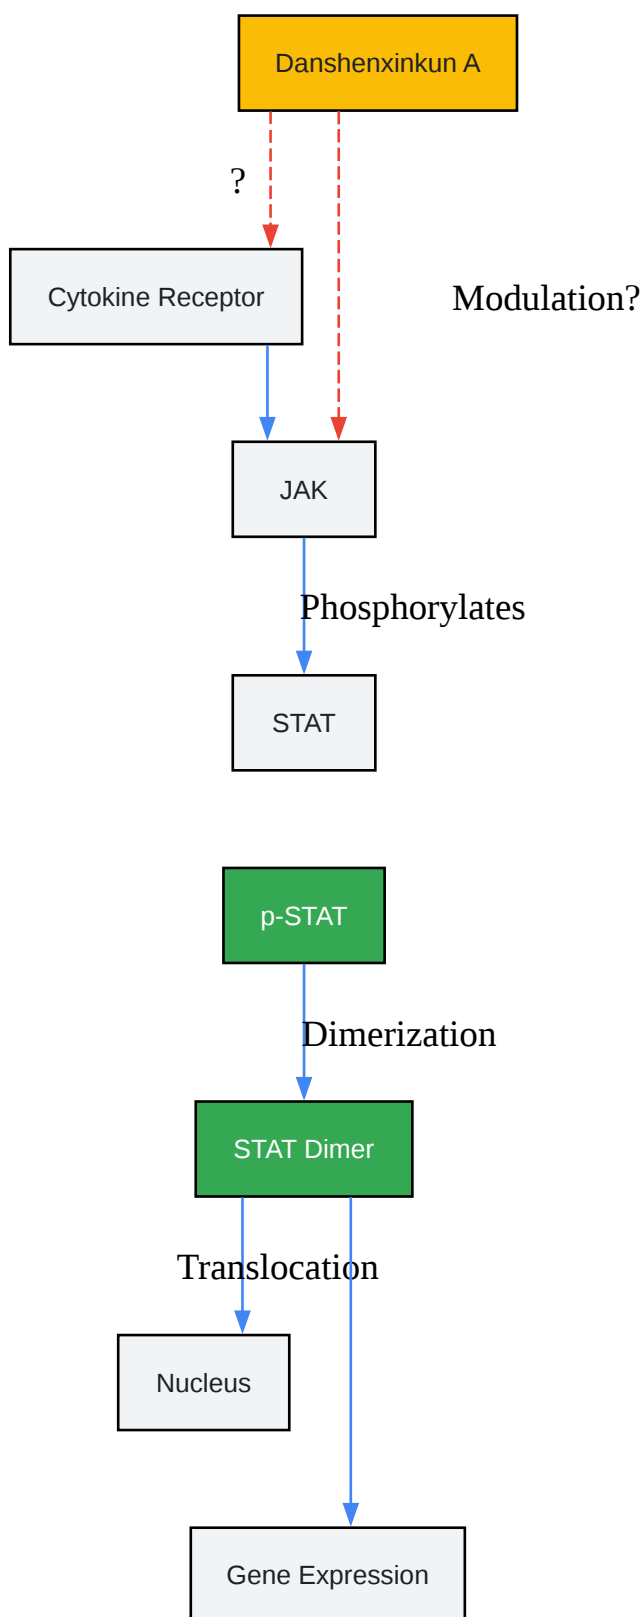 Danshenxinkun A
?
Cytokine Receptor
Modulation?
JAK
Phosphorylates
STAT
p-STAT
Dimerization
STAT Dimer
Translocation
Nucleus
Gene Expression